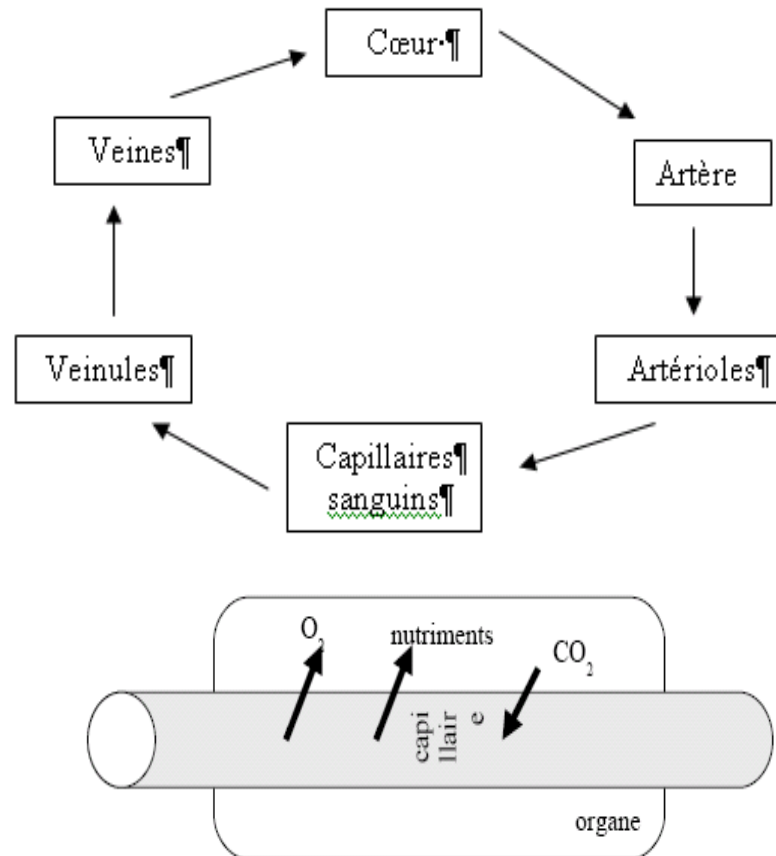 Cœur·¶
Veines¶
Artère
Veinules¶
Artérioles¶
Capillaires¶
sanguins¶
O₂
nutriments
CO₂
capi
llair
e
organe